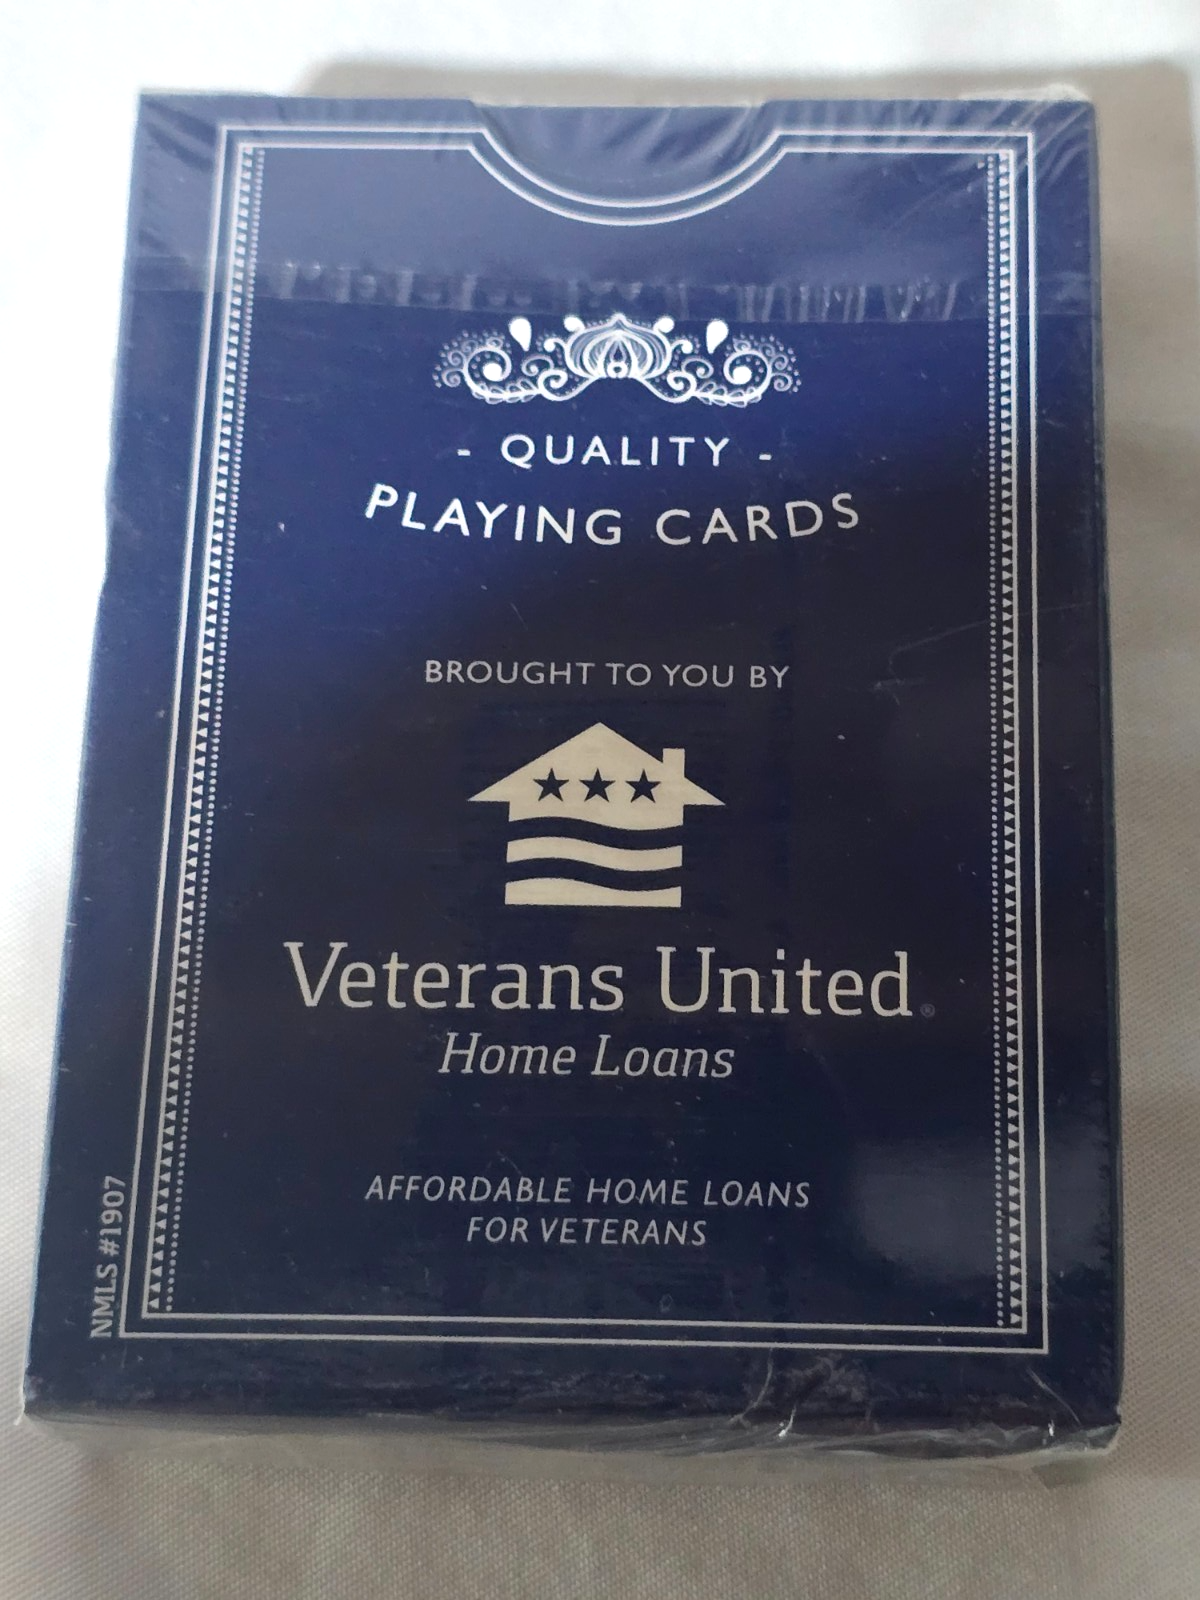 - QUALITY -
PLAYING CARDS
BROUGHT TO YOU BY
Veterans United®
Home Loans
AFFORDABLE HOME LOANS
FOR VETERANS
NMLS #1907